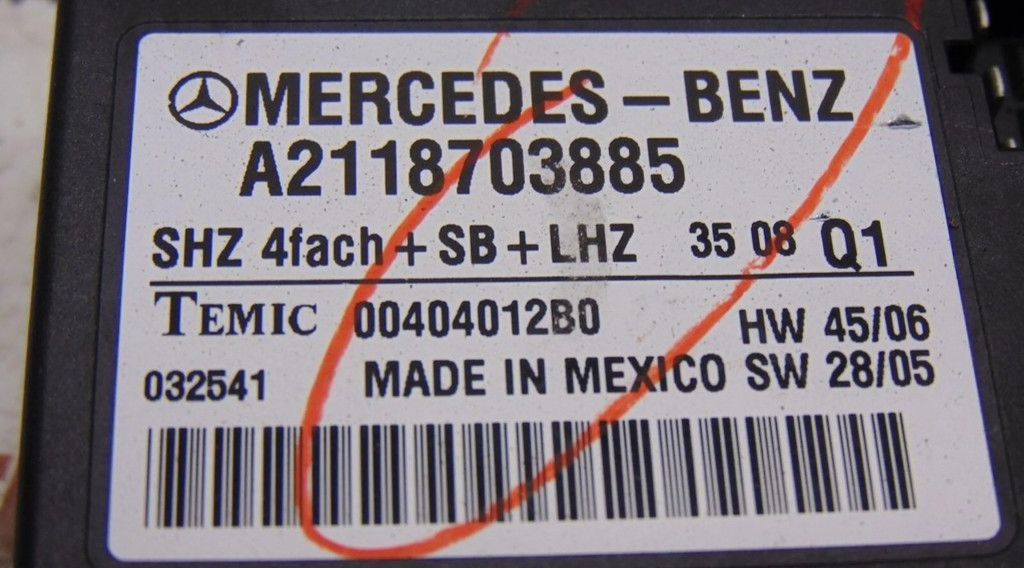 MERCEDES-BENZ
A2118703885
SHZ 4fach + SB + LHZ 35 08 Q1
TEMIC 00404012B0 HW 45/06
032541 MADE IN MEXICO SW 28/05